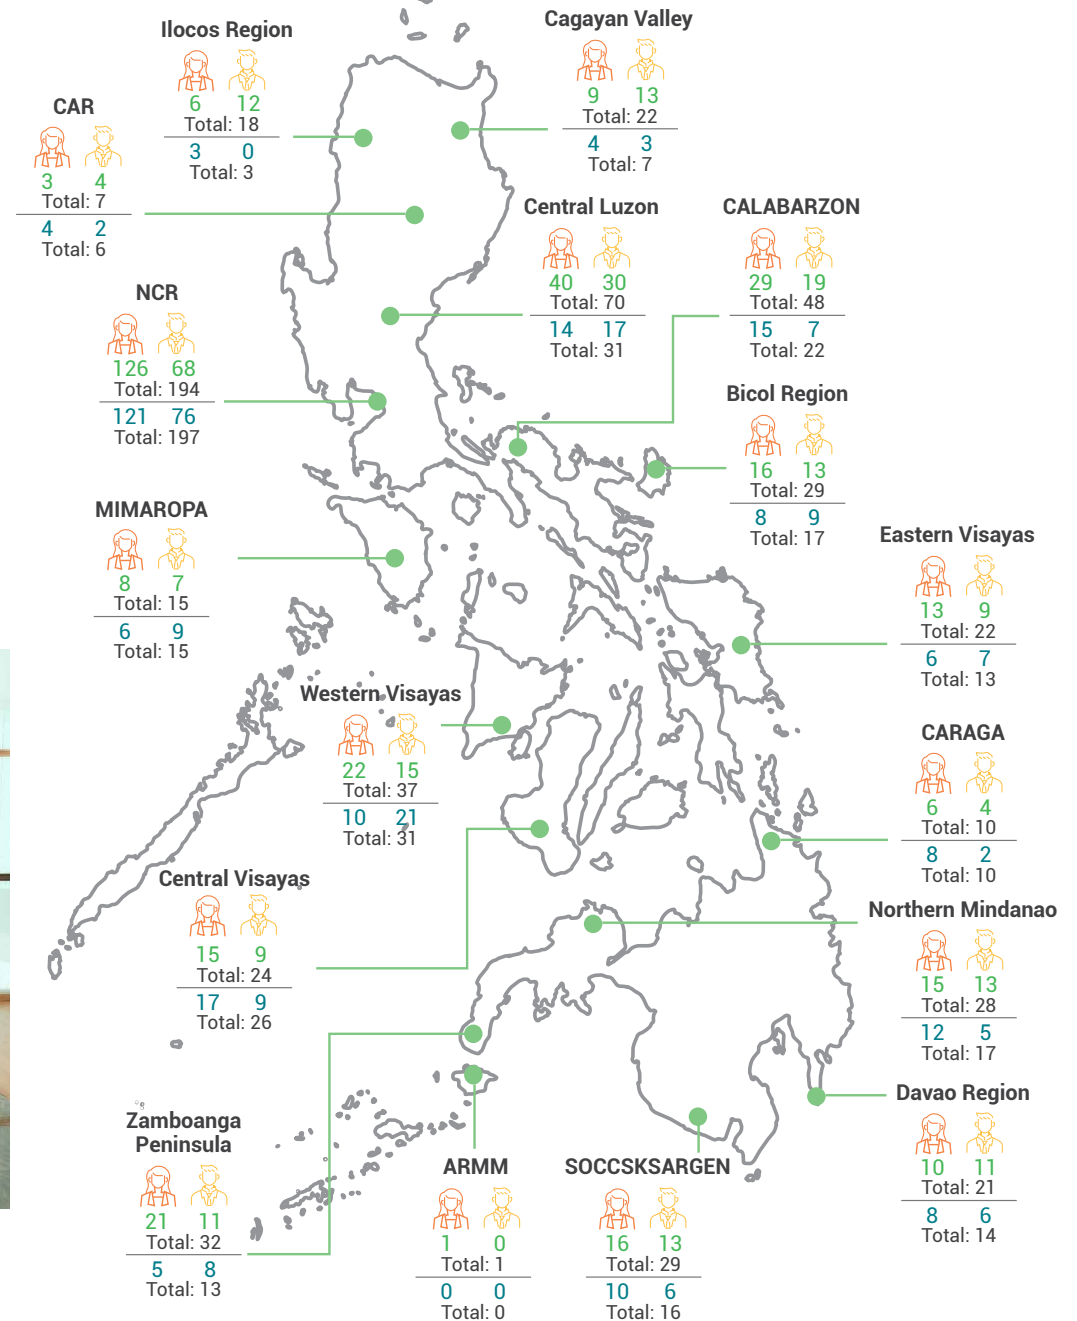 Ilocos Region
6 12
Total: 18
3 0
Total: 3
Cagayan Valley
9 13
Total: 22
4 3
Total: 7
CAR
3 4
Total: 7
4 2
Total: 6
Central Luzon
40 30
Total: 70
14 17
Total: 31
CALABARZON
29 19
Total: 48
15 7
Total: 22
NCR
126 68
Total: 194
121 76
Total: 197
Bicol Region
16 13
Total: 29
8 9
Total: 17
MIMAROPA
8 7
Total: 15
6 9
Total: 15
Eastern Visayas
13 9
Total: 22
6 7
Total: 13
Western Visayas
22 15
Total: 37
10 21
Total: 31
CARAGA
6 4
Total: 10
8 2
Total: 10
Central Visayas
15 9
Total: 24
17 9
Total: 26
Northern Mindanao
15 13
Total: 28
12 5
Total: 17
Davao Region
10 11
Total: 21
8 6
Total: 14
Zamboanga
Peninsula
21 11
Total: 32
5 8
Total: 13
ARMM
1 0
Total: 1
0 0
Total: 0
SOCCSKSARGEN
16 13
Total: 29
10 6
Total: 16